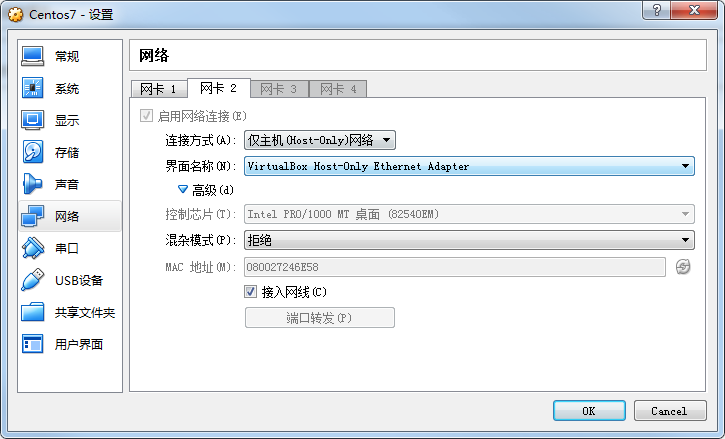 Centos7 - 设置
常规
系统
显示
存储
声音
网络
串口
USB设备
共享文件夹
用户界面
网络
网卡 1 网卡 2 网卡 3 网卡 4
启用网络连接(E)
连接方式(A): 仅主机(Host-Only)网络
界面名称(N): VirtualBox Host-Only Ethernet Adapter
高级(d)
控制芯片(T): Intel PRO/1000 MT 桌面 (82540EM)
混杂模式(P): 拒绝
MAC 地址(M): 080027246E58
接入网线(C)
端口转发(P)
OK Cancel